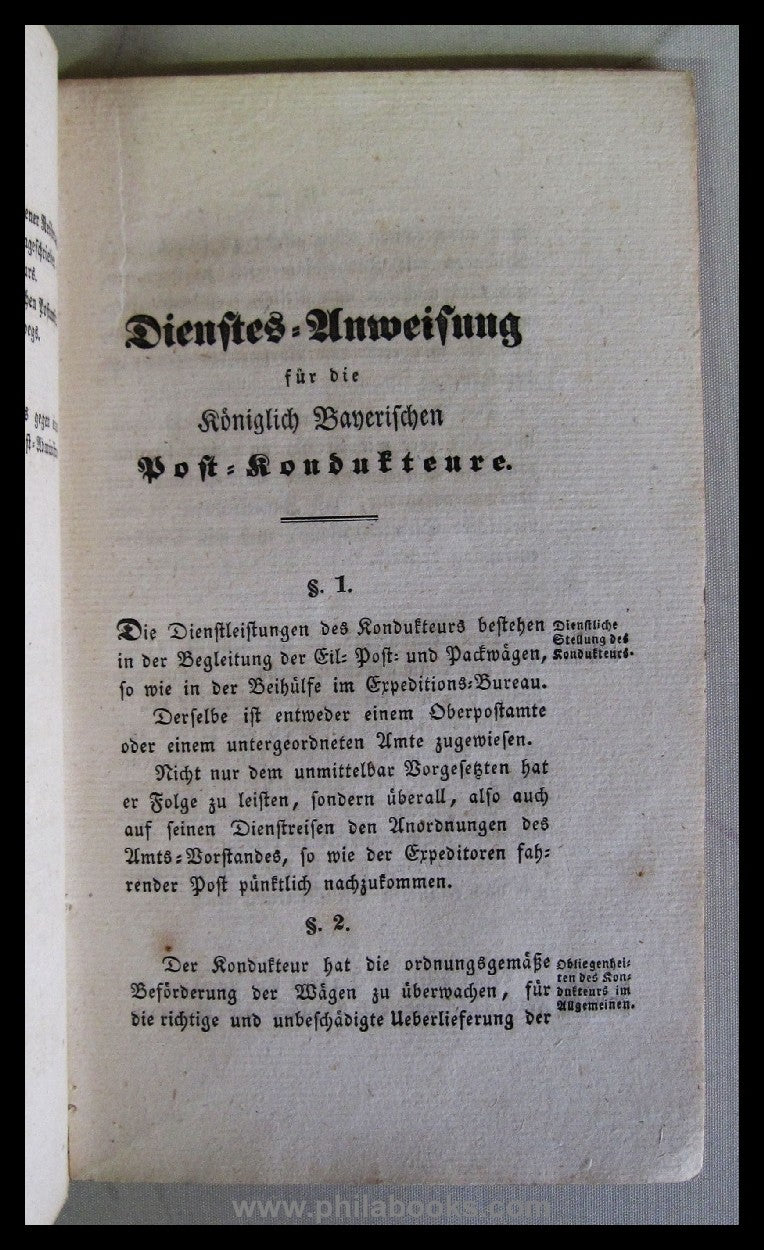 Dienstes-Anweisung
für die
Königlich Bayerischen
Post-Kondukteure.
§. 1.
Die Dienstleistungen des Kondukteurs bestehen
in der Begleitung der Eil- Post- und Packwägen,
so wie in der Beihülfe im Expeditions-Bureau.
Dienstliche
Stellung des
Kondukteurs.
Derselbe ist entweder einem Oberpostamte
oder einem untergeordneten Amte zugewiesen.
Nicht nur dem unmittelbar Vorgesetzten hat
er Folge zu leisten, sondern überall, also auch
auf seinen Dienstreisen den Anordnungen des
Amts-Vorstandes, so wie der Expeditoren fah-
render Post pünktlich nachzukommen.
§. 2.
Der Kondukteur hat die ordnungsgemäße
Beförderung der Wägen zu überwachen, für
die richtige und unbeschädigte Ueberlieferung der
Obliegenhei-
ten des Kon-
dukteurs im
Allgemeinen.
www.philabooks.com